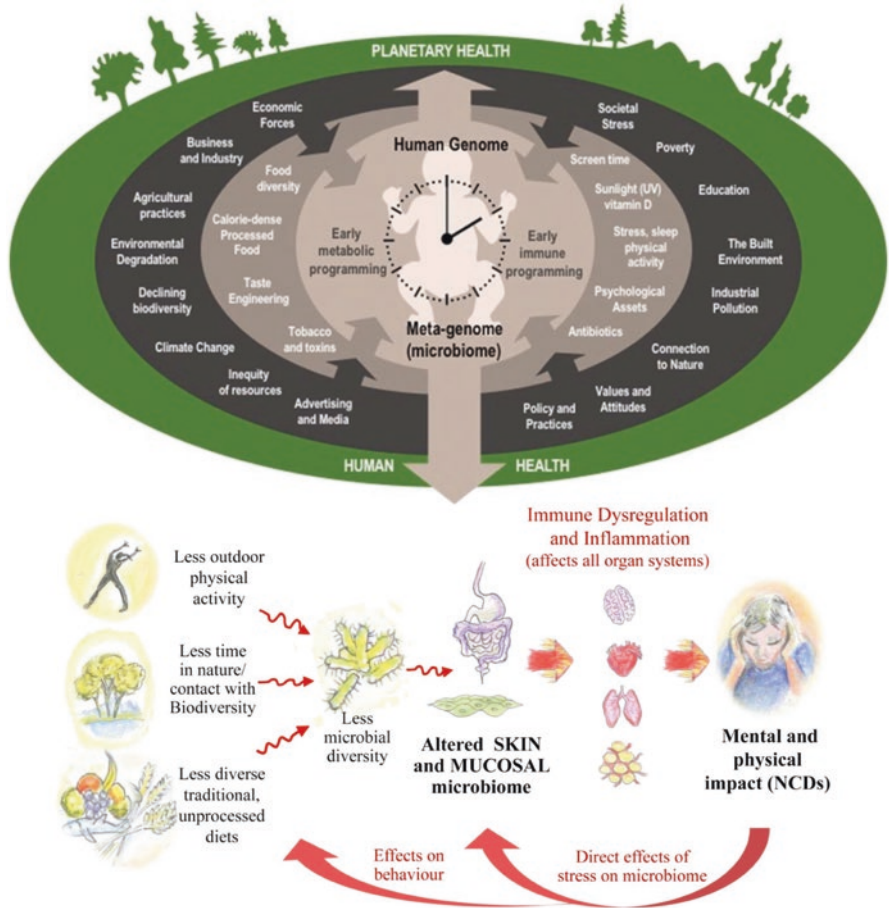 PLANETARY HEALTH
Economic
Forces
Business
and Industry
Agricultural
practices
Environmental
Degradation
Declining
biodiversity
Climate Change
Inequity
of resources
Advertising
and Media
Food
diversity
Calorie-dense
Processed
Food
Taste
Engineering
Tobacco
and toxins
Human Genome
Early
metabolic
programming
Early
immune
programming
Meta-genome
(microbiome)
Screen time
Sunlight (UV)
vitamin D
Stress, sleep
physical
activity
Psychological
Assets
Antibiotics
Societal
Stress
Poverty
Education
The Built
Environment
Industrial
Pollution
Connection
to Nature
Values and
Attitudes
Policy and
Practices
HUMAN HEALTH
Immune Dysregulation
and Inflammation
(affects all organ systems)
Less outdoor
physical
activity
Less time
in nature/
contact with
Biodiversity
Less diverse
traditional,
unprocessed
diets
Less
microbial
diversity
Altered SKIN
and MUCOSAL
microbiome
Mental and
physical
impact (NCDs)
Effects on
behaviour
Direct effects of
stress on microbiome